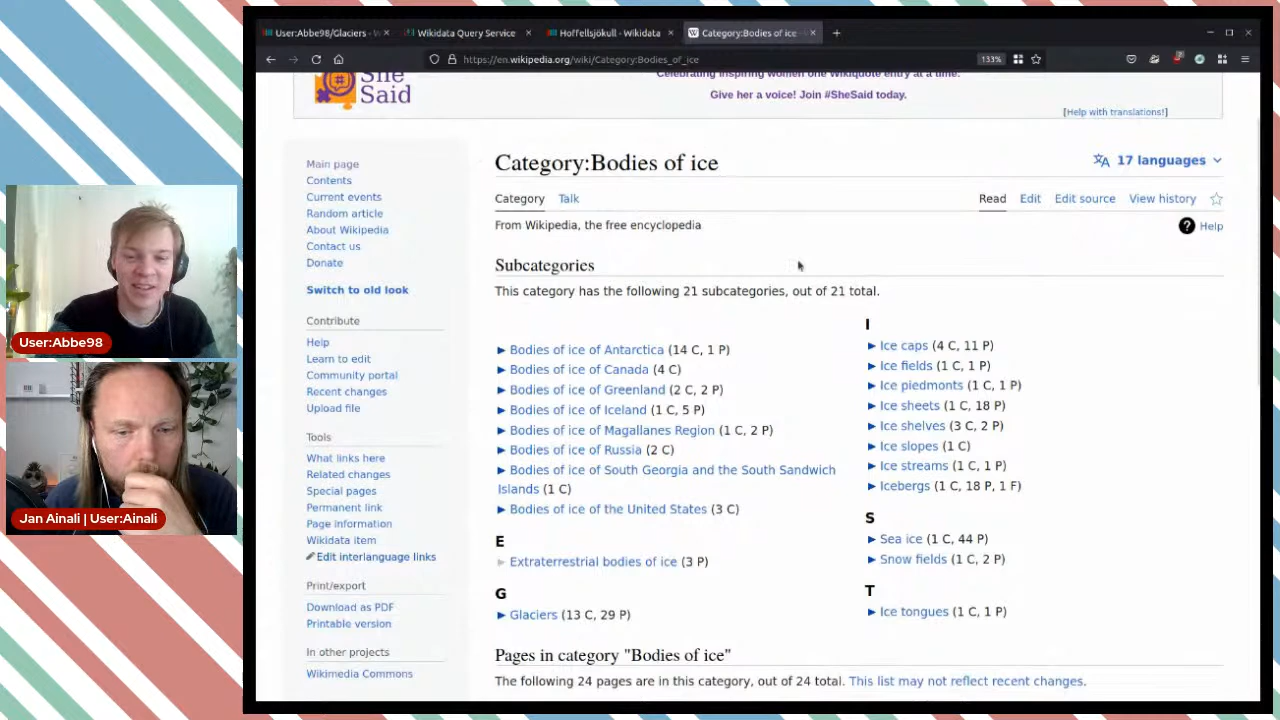 User:Abbe98/Glaciers - W
Wikidata Query Service
Hoffellsjökull - Wikidata
Category:Bodies of ice
https://en.wikipedia.org/wiki/Category:Bodies_of_ice
133%
She
Said
Celebrating inspiring women one Wikiquote entry at a time.
Give her a voice! Join #SheSaid today.
[Help with translations!]
Main page
Contents
Current events
Random article
About Wikipedia
Contact us
Donate
Switch to old look
Contribute
Help
Learn to edit
Community portal
Recent changes
Upload file
Tools
What links here
Related changes
Special pages
Permanent link
Page information
Wikidata item
Edit interlanguage links
Print/export
Download as PDF
Printable version
In other projects
Wikimedia Commons
Category:Bodies of ice
17 languages
Category Talk
Read Edit Edit source View history
From Wikipedia, the free encyclopedia
Help
Subcategories
This category has the following 21 subcategories, out of 21 total.
Bodies of ice of Antarctica (14 C, 1 P)
Bodies of ice of Canada (4 C)
Bodies of ice of Greenland (2 C, 2 P)
Bodies of ice of Iceland (1 C, 5 P)
Bodies of ice of Magallanes Region (1 C, 2 P)
Bodies of ice of Russia (2 C)
Bodies of ice of South Georgia and the South Sandwich
Islands (1 C)
Bodies of ice of the United States (3 C)
E
Extraterrestrial bodies of ice (3 P)
G
Glaciers (13 C, 29 P)
I
Ice caps (4 C, 11 P)
Ice fields (1 C, 1 P)
Ice piedmonts (1 C, 1 P)
Ice sheets (1 C, 18 P)
Ice shelves (3 C, 2 P)
Ice slopes (1 C)
Ice streams (1 C, 1 P)
Icebergs (1 C, 18 P, 1 F)
S
Sea ice (1 C, 44 P)
Snow fields (1 C, 2 P)
T
Ice tongues (1 C, 1 P)
Pages in category "Bodies of ice"
The following 24 pages are in this category, out of 24 total. This list may not reflect recent changes.
User:Abbe98
Jan Ainali | User:Ainali